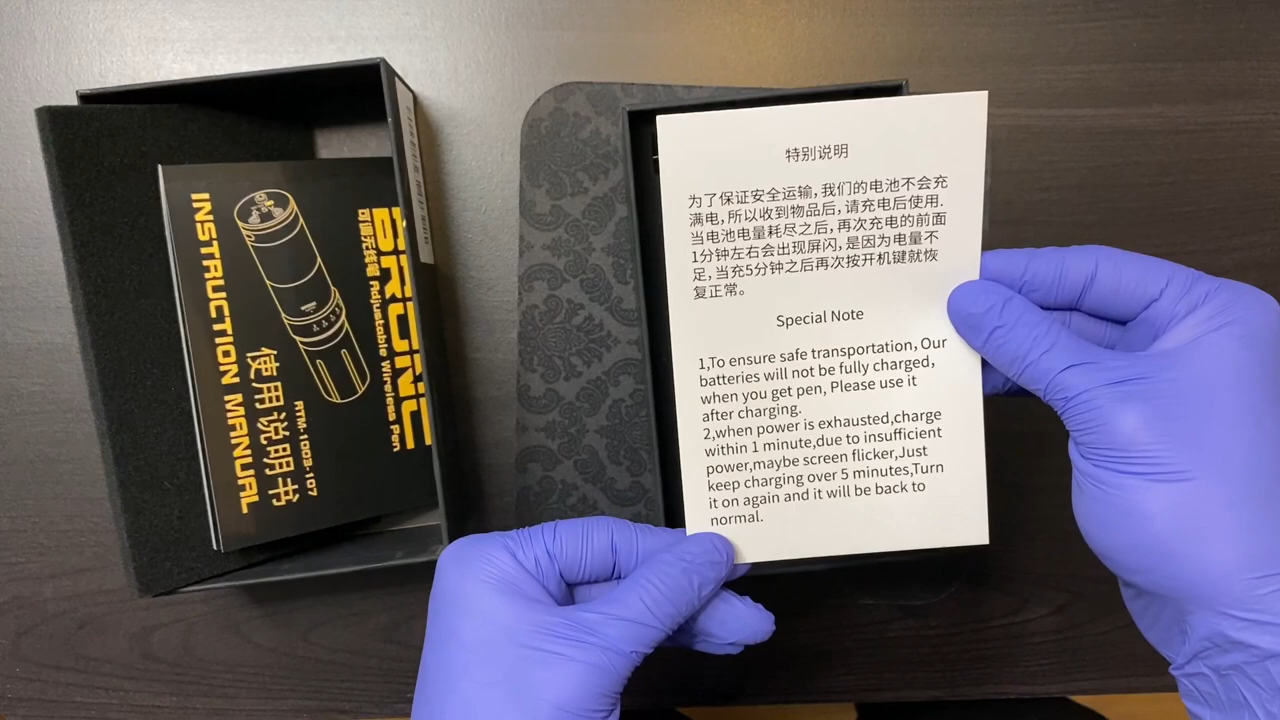 特别说明
为了保证安全运输,我们的电池不会充
满电,所以收到物品后,请充电后使用.
当电池电量耗尽之后,再次充电的前面
1分钟左右会出现屏闪,是因为电量不
足,当充5分钟之后再次按开机键就恢
复正常。
Special Note
1,To ensure safe transportation,Our
batteries will not be fully charged,
when you get pen, Please use it
after charging.
2,when power is exhausted,charge
within 1 minute,due to insufficient
power,maybe screen flicker,Just
keep charging over 5 minutes,Turn
it on again and it will be back to
normal.
BRONC
可调无线笔 Adjustable Wireless Pen
RTM-1003-107
使用说明书
INSTRUCTION MANUAL